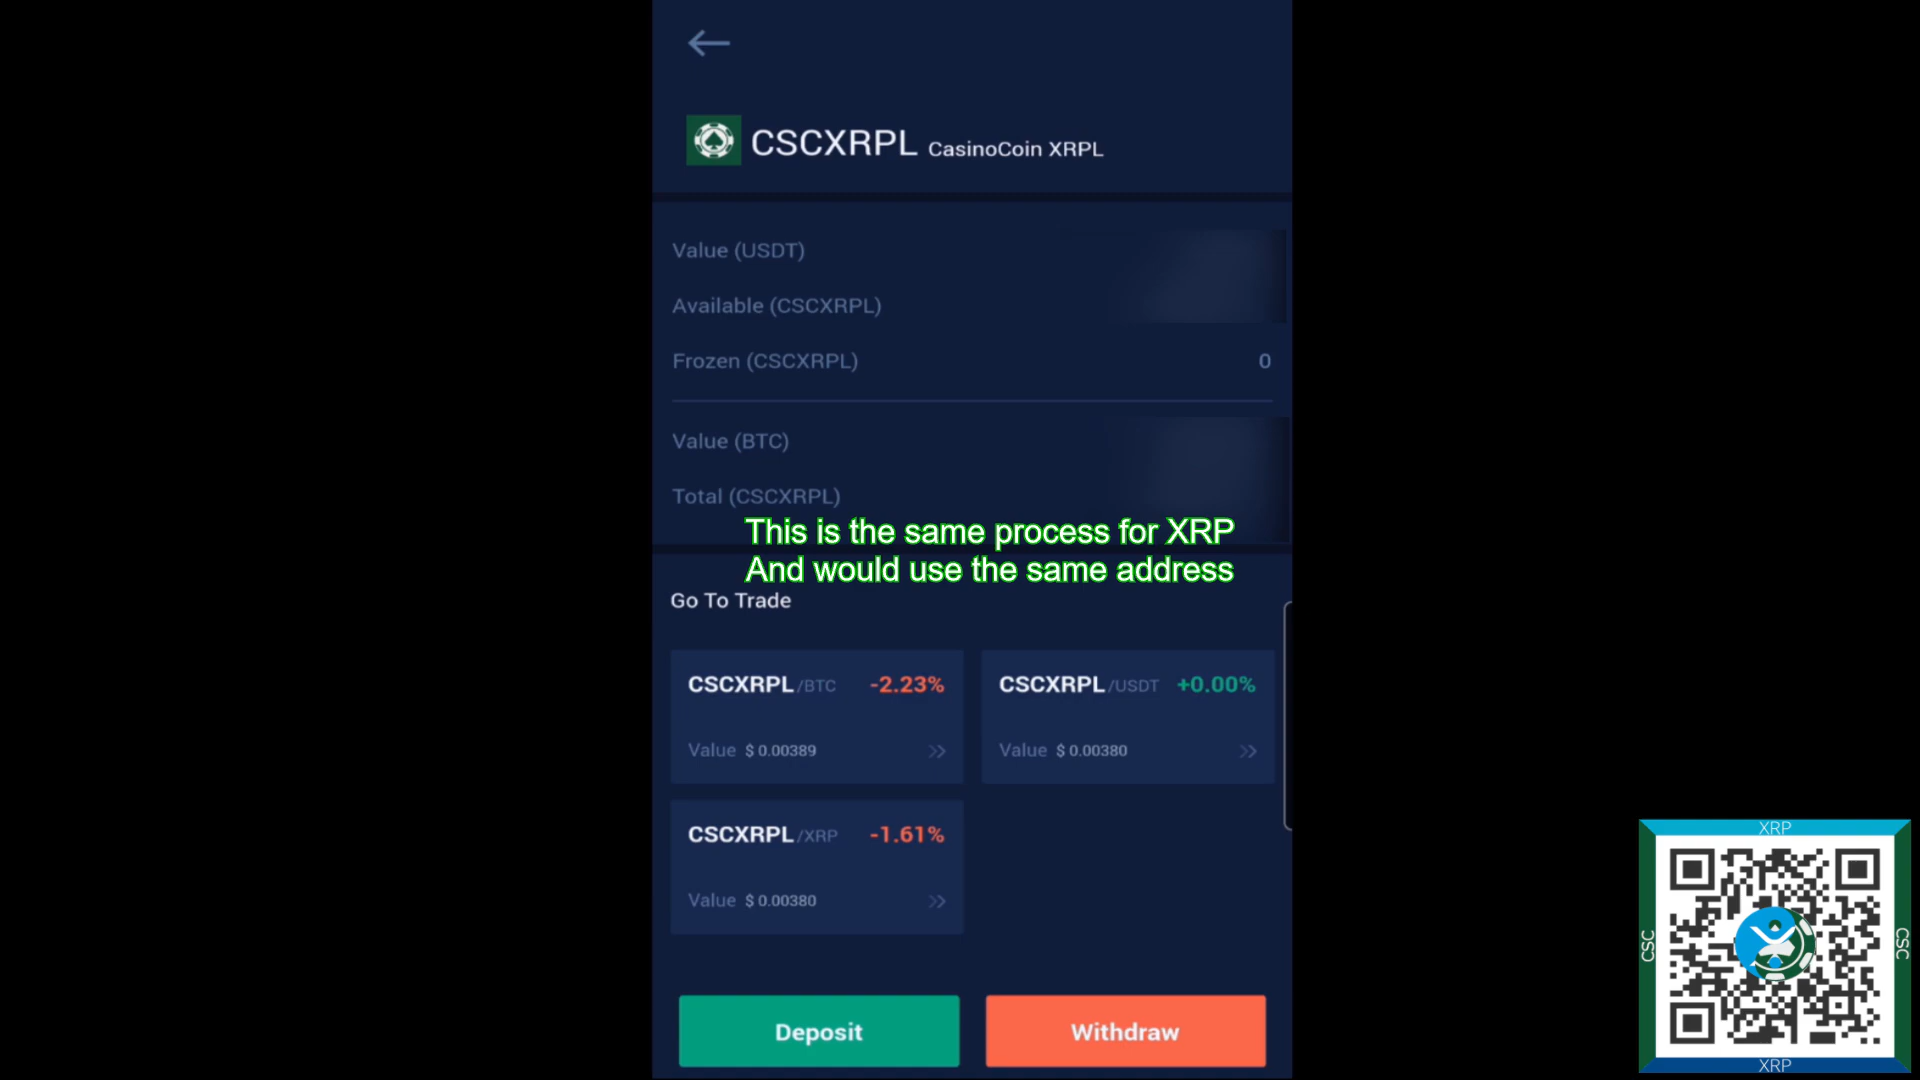 CSCXRPL CasinoCoin XRPL
Value (USDT)
Available (CSCXRPL)
Frozen (CSCXRPL) 0
Value (BTC)
Total (CSCXRPL)
This is the same process for XRP
And would use the same address
Go To Trade
CSCXRPL/BTC -2.23%
Value $ 0.00389 >>
CSCXRPL/USDT +0.00%
Value $ 0.00380 >>
CSCXRPL/XRP -1.61%
Value $ 0.00380 >>
Deposit
Withdraw
XRP
CSC
CSC
XRP